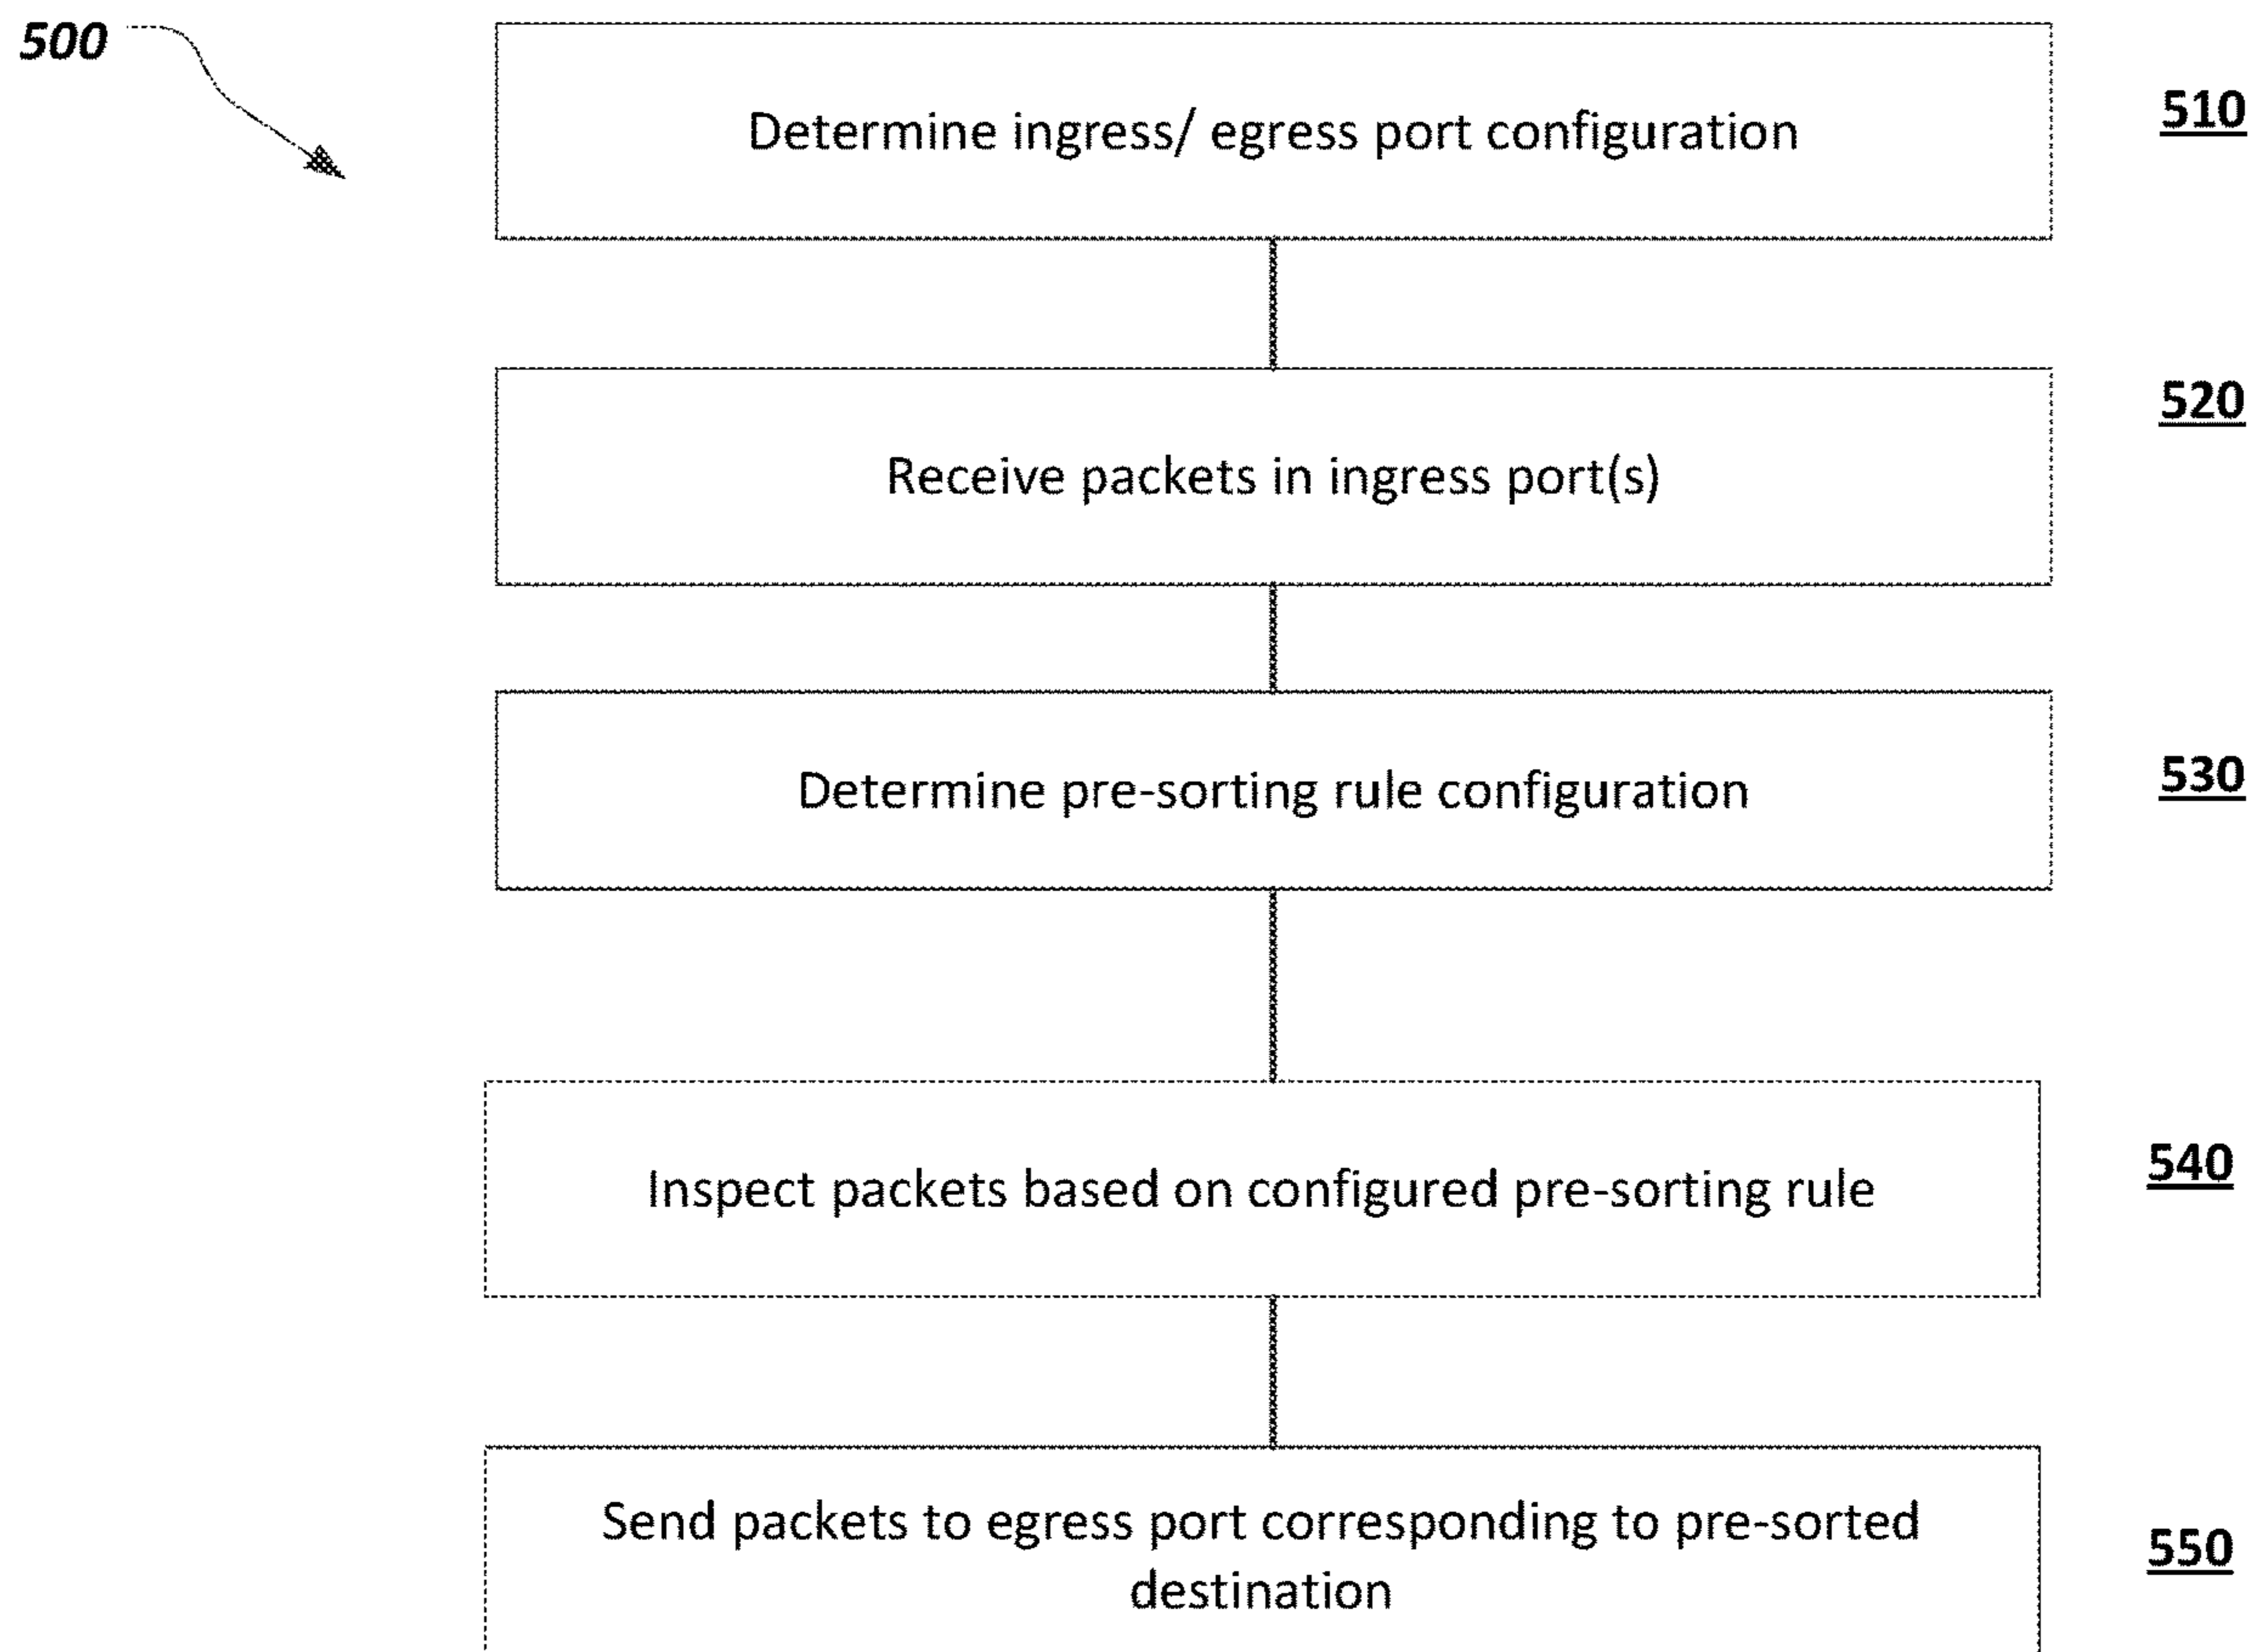 500
Determine ingress/ egress port configuration
510
Receive packets in ingress port(s)
520
Determine pre-sorting rule configuration
530
Inspect packets based on configured pre-sorting rule
540
Send packets to egress port corresponding to pre-sorted
destination
550